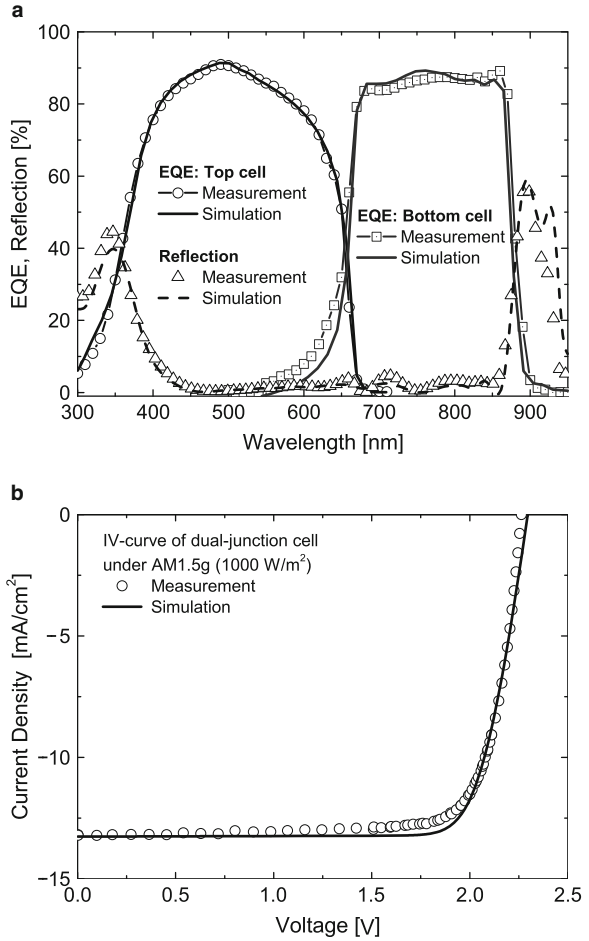 a
100
80
60
40
20
0
EQE, Reflection [%]
EQE: Top cell
Measurement
Simulation
Reflection
Measurement
Simulation
EQE: Bottom cell
Measurement
Simulation
300 400 500 600 700 800 900
Wavelength [nm]
b
0
−5
−10
−15
Current Density [mA/cm²]
IV-curve of dual-junction cell
under AM1.5g (1000 W/m²)
Measurement
Simulation
0.0 0.5 1.0 1.5 2.0 2.5
Voltage [V]